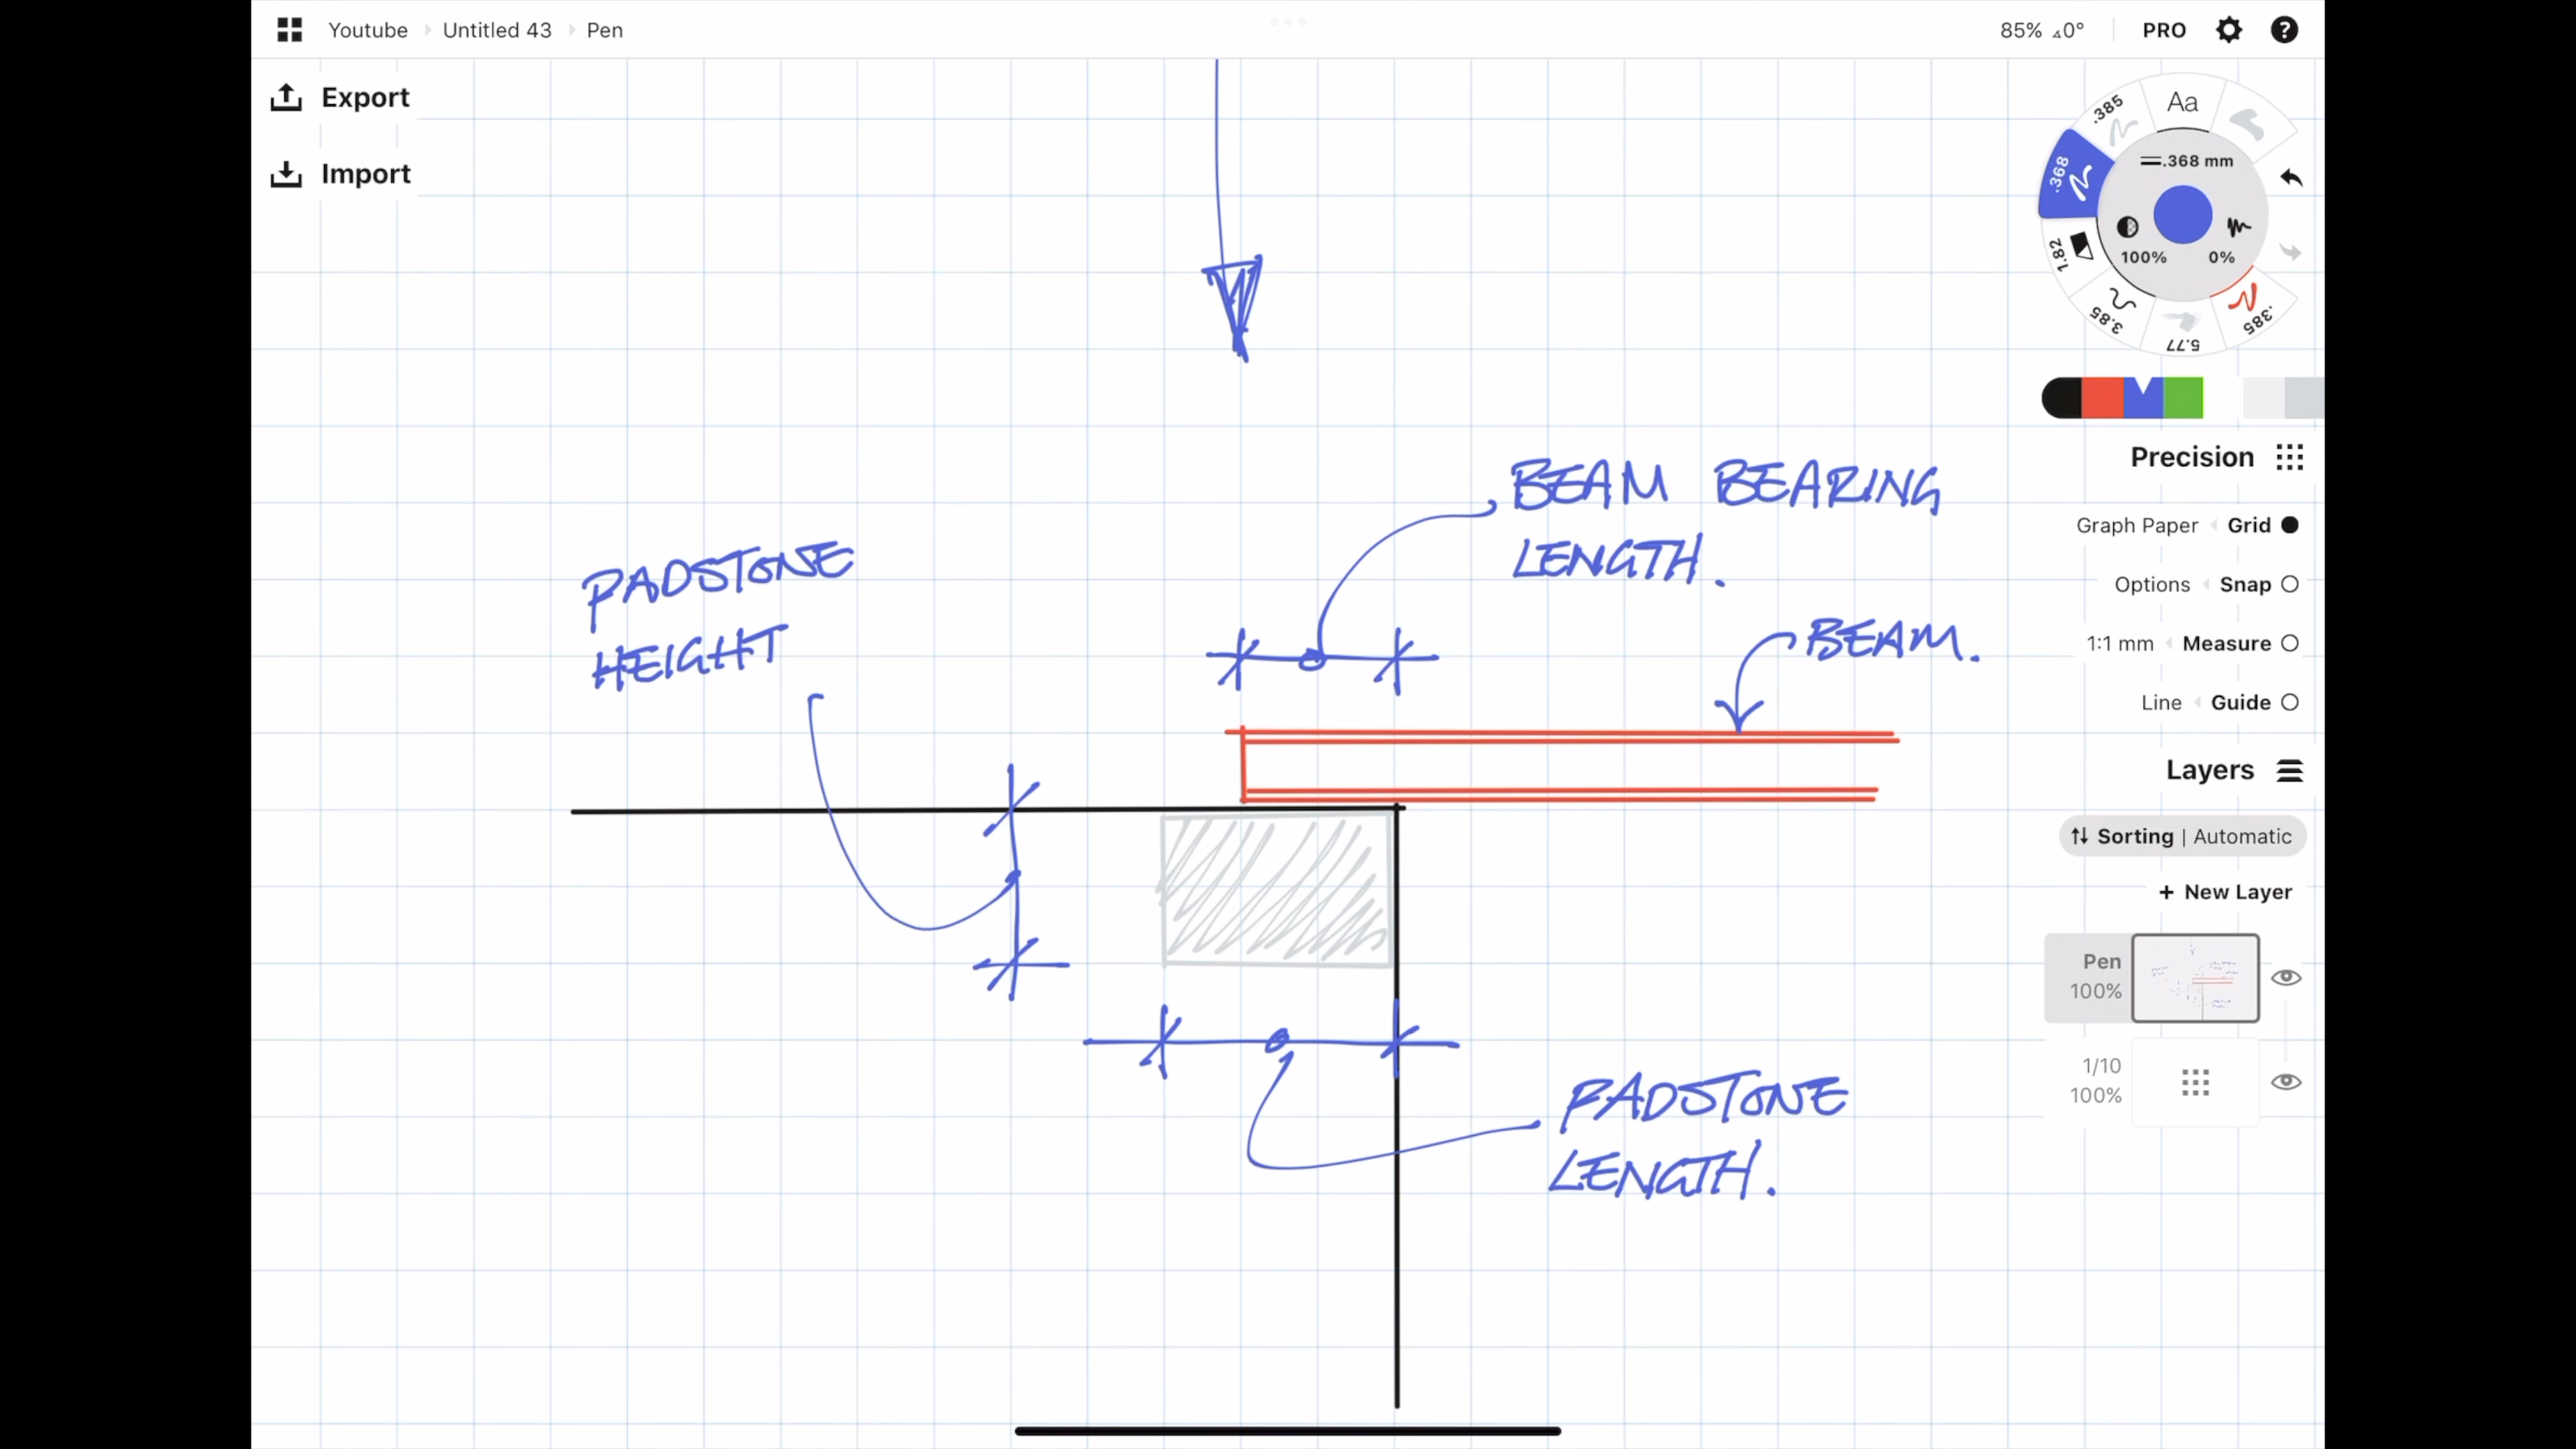 Youtube Untitled 43 Pen
85% ⊿0° PRO
Export
Import
.385
Aa
.368
.368 mm
100% 0%
1.82
3.85
5.77
.385
BEAM BEARING
LENGTH.
PADSTONE
HEIGHT
BEAM.
PADSTONE
LENGTH.
Precision
Graph Paper Grid
Options Snap
1:1 mm Measure
Line Guide
Layers
Sorting | Automatic
+ New Layer
Pen
100%
1/10
100%